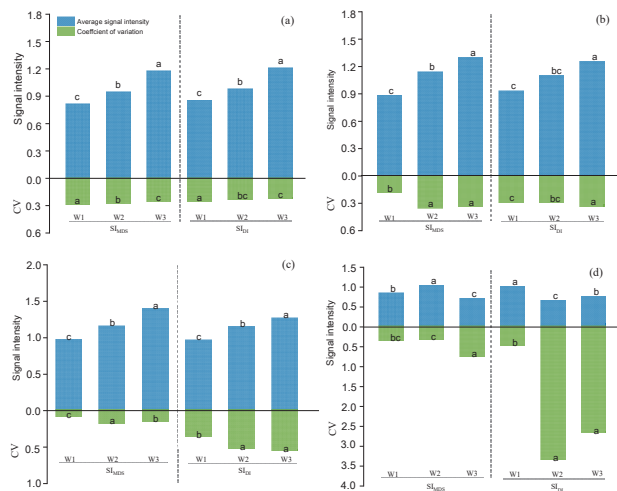 (a)
Average signal intensity
Coeffcient of variation
Signal intensity
CV
1.8
1.5
1.2
0.9
0.6
0.3
0.0
0.3
0.6
c b a c b a
a a c a bc c
W1 W2 W3 W1 W2 W3
SI_MDS SI_DI
(b)
Signal intensity
CV
1.8
1.5
1.2
0.9
0.6
0.3
0.0
0.3
0.6
c b a c bc a
b a a c c a
W1 W2 W3 W1 W2 W3
SI_MDS SI_DI
(c)
Signal intensity
CV
2.0
1.5
1.0
0.5
0.0
0.5
1.0
c b a c b a
c a b b a a
W1 W2 W3 W1 W2 W3
SI_MDS SI_DI
(d)
Signal intensity
CV
1.5
1.0
0.5
0.0
0.5
1.0
1.5
2.0
2.5
3.0
3.5
4.0
b a c a c b
bc c a b a a
W1 W2 W3 W1 W2 W3
SI_MDS SI_DI